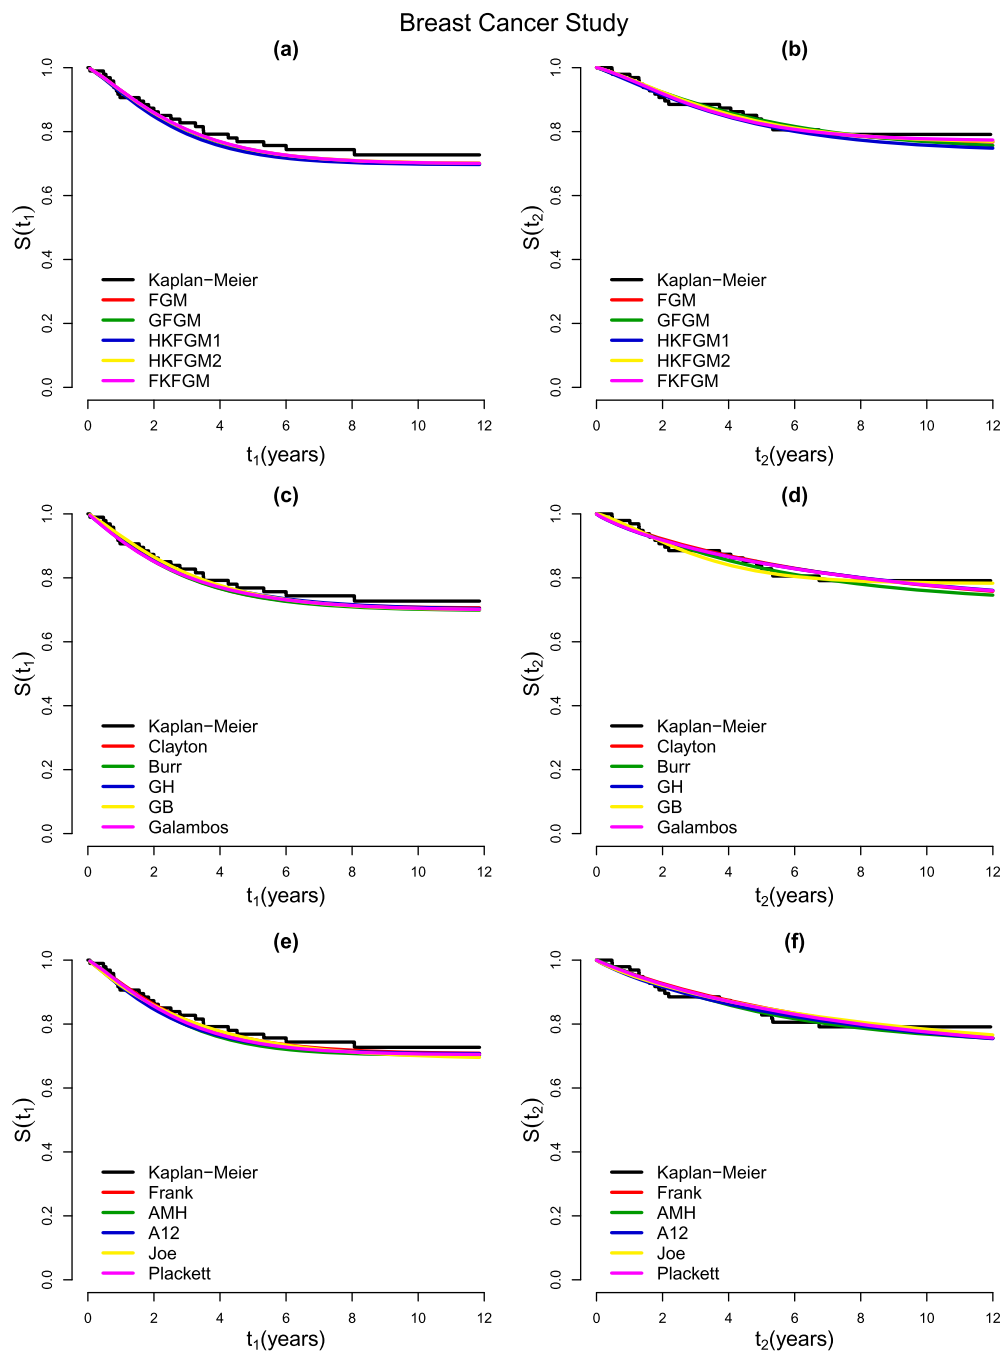 Breast Cancer Study
(a)
S(t₁)
1.0
0.8
0.6
0.4
0.2
0.0
Kaplan−Meier
FGM
GFGM
HKFGM1
HKFGM2
FKFGM
0 2 4 6 8 10 12
t₁(years)
(b)
S(t₂)
1.0
0.8
0.6
0.4
0.2
0.0
Kaplan−Meier
FGM
GFGM
HKFGM1
HKFGM2
FKFGM
0 2 4 6 8 10 12
t₂(years)
(c)
S(t₁)
1.0
0.8
0.6
0.4
0.2
0.0
Kaplan−Meier
Clayton
Burr
GH
GB
Galambos
0 2 4 6 8 10 12
t₁(years)
(d)
S(t₂)
1.0
0.8
0.6
0.4
0.2
0.0
Kaplan−Meier
Clayton
Burr
GH
GB
Galambos
0 2 4 6 8 10 12
t₂(years)
(e)
S(t₁)
1.0
0.8
0.6
0.4
0.2
0.0
Kaplan−Meier
Frank
AMH
A12
Joe
Plackett
0 2 4 6 8 10 12
t₁(years)
(f)
S(t₂)
1.0
0.8
0.6
0.4
0.2
0.0
Kaplan−Meier
Frank
AMH
A12
Joe
Plackett
0 2 4 6 8 10 12
t₂(years)